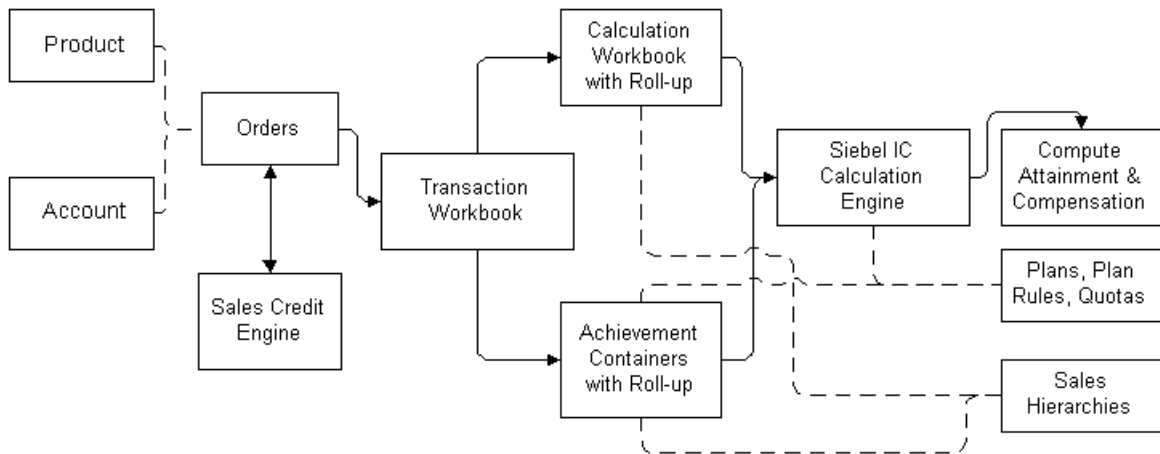 Product
Account
Orders
Sales Credit
Engine
Transaction
Workbook
Calculation
Workbook
with Roll-up
Achievement
Containers
with Roll-up
Siebel IC
Calculation
Engine
Compute
Attainment &
Compensation
Plans, Plan
Rules, Quotas
Sales
Hierarchies